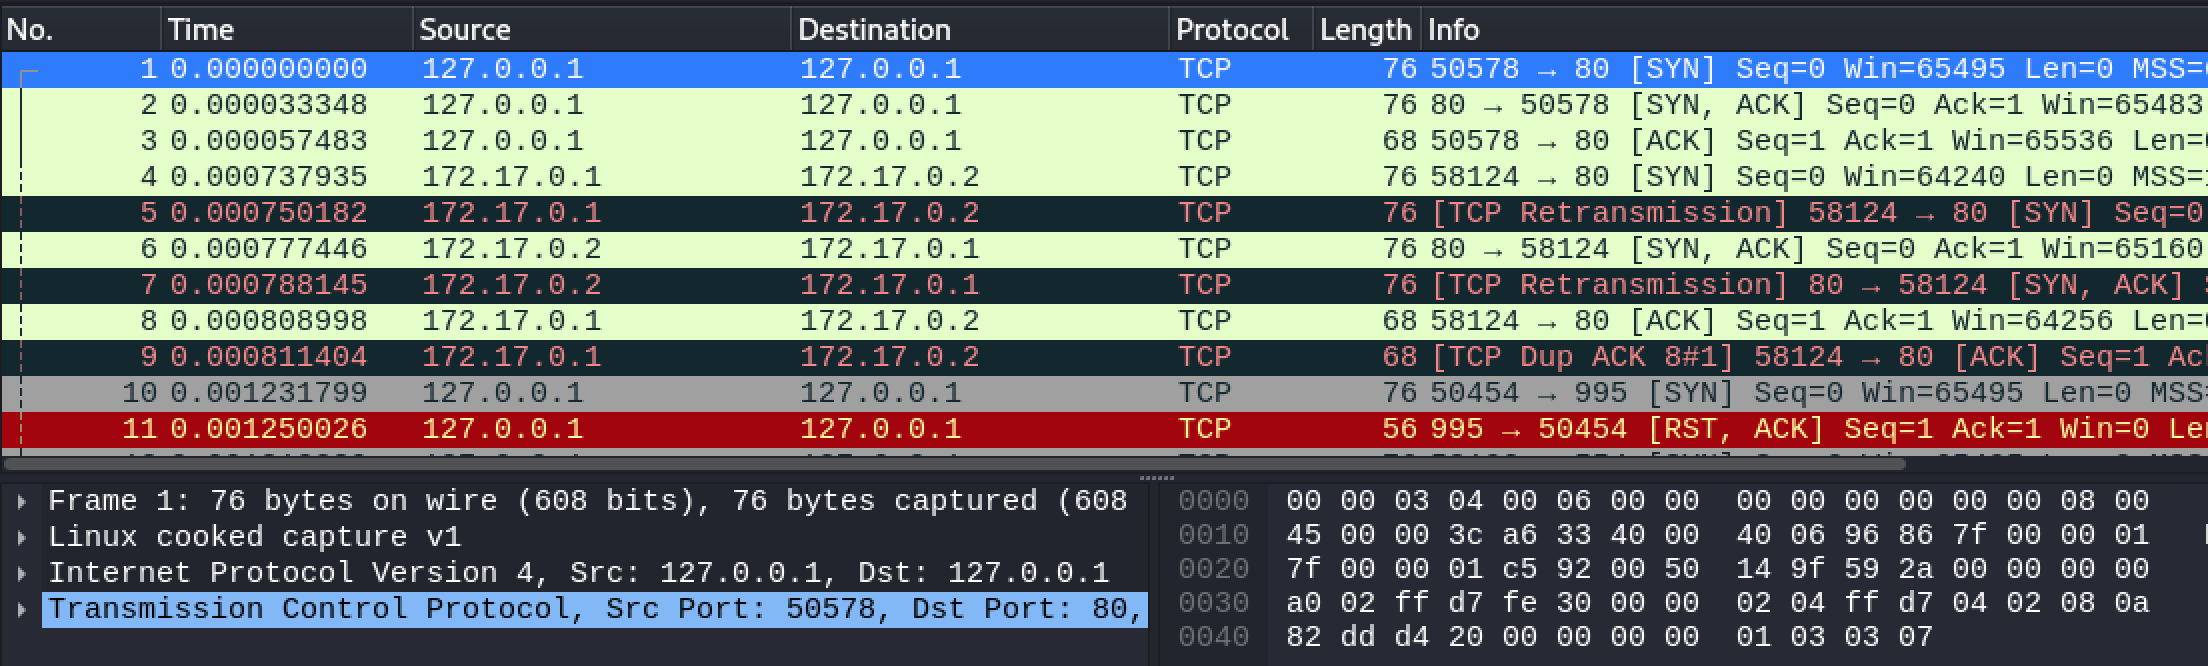 No. Time Source Destination Protocol Length Info
1 0.000000000 127.0.0.1 127.0.0.1 TCP 76 50578 → 80 [SYN] Seq=0 Win=65495 Len=0 MSS=
2 0.000033348 127.0.0.1 127.0.0.1 TCP 76 80 → 50578 [SYN, ACK] Seq=0 Ack=1 Win=65483
3 0.000057483 127.0.0.1 127.0.0.1 TCP 68 50578 → 80 [ACK] Seq=1 Ack=1 Win=65536 Len=
4 0.000737935 172.17.0.1 172.17.0.2 TCP 76 58124 → 80 [SYN] Seq=0 Win=64240 Len=0 MSS=
5 0.000750182 172.17.0.1 172.17.0.2 TCP 76 [TCP Retransmission] 58124 → 80 [SYN] Seq=0
6 0.000777446 172.17.0.2 172.17.0.1 TCP 76 80 → 58124 [SYN, ACK] Seq=0 Ack=1 Win=65160
7 0.000788145 172.17.0.2 172.17.0.1 TCP 76 [TCP Retransmission] 80 → 58124 [SYN, ACK]
8 0.000808998 172.17.0.1 172.17.0.2 TCP 68 58124 → 80 [ACK] Seq=1 Ack=1 Win=64256 Len=
9 0.000811404 172.17.0.1 172.17.0.2 TCP 68 [TCP Dup ACK 8#1] 58124 → 80 [ACK] Seq=1 Ac
10 0.001231799 127.0.0.1 127.0.0.1 TCP 76 50454 → 995 [SYN] Seq=0 Win=65495 Len=0 MSS=
11 0.001250026 127.0.0.1 127.0.0.1 TCP 56 995 → 50454 [RST, ACK] Seq=1 Ack=1 Win=0 Le
Frame 1: 76 bytes on wire (608 bits), 76 bytes captured (608
Linux cooked capture v1
Internet Protocol Version 4, Src: 127.0.0.1, Dst: 127.0.0.1
Transmission Control Protocol, Src Port: 50578, Dst Port: 80,
0000 00 00 03 04 00 06 00 00 00 00 00 00 00 00 08 00
0010 45 00 00 3c a6 33 40 00 40 06 96 86 7f 00 00 01
0020 7f 00 00 01 c5 92 00 50 14 9f 59 2a 00 00 00 00
0030 a0 02 ff d7 fe 30 00 00 02 04 ff d7 04 02 08 0a
0040 82 dd d4 20 00 00 00 00 01 03 03 07